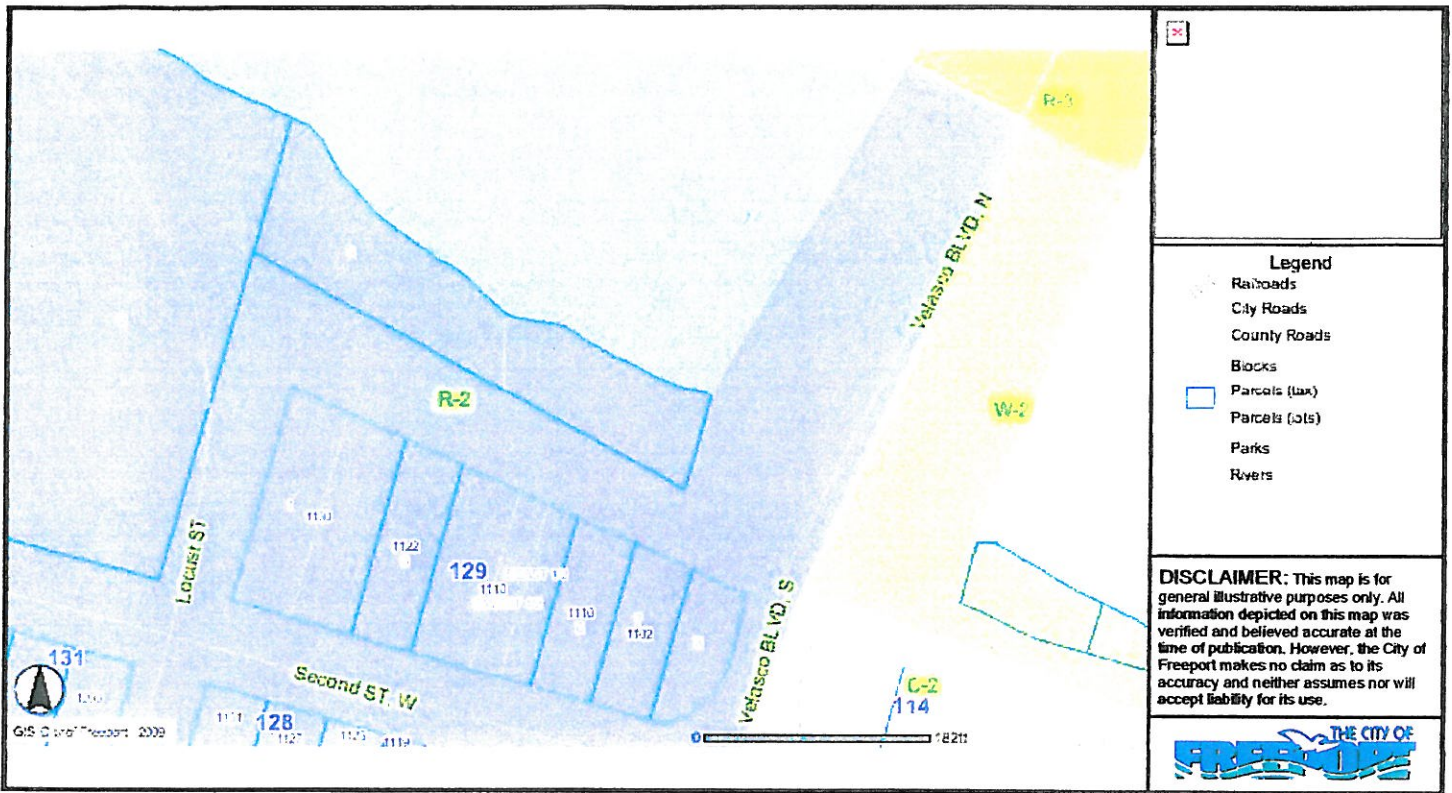 R-3
Velasco BLVD, N
R-2
W-2
1122
129
1110
1102
Locust ST
Velasco BLVD, S
131
Second ST, W
C-2
114
128
1127
1119
GIS City of Freeport 2009
0
182ft
Legend
Railroads
City Roads
County Roads
Blocks
Parcels (tax)
Parcels (lots)
Parks
Rivers
DISCLAIMER: This map is for
general illustrative purposes only. All
information depicted on this map was
verified and believed accurate at the
time of publication. However, the City of
Freeport makes no claim as to its
accuracy and neither assumes nor will
accept liability for its use.
THE CITY OF
FREEPORT